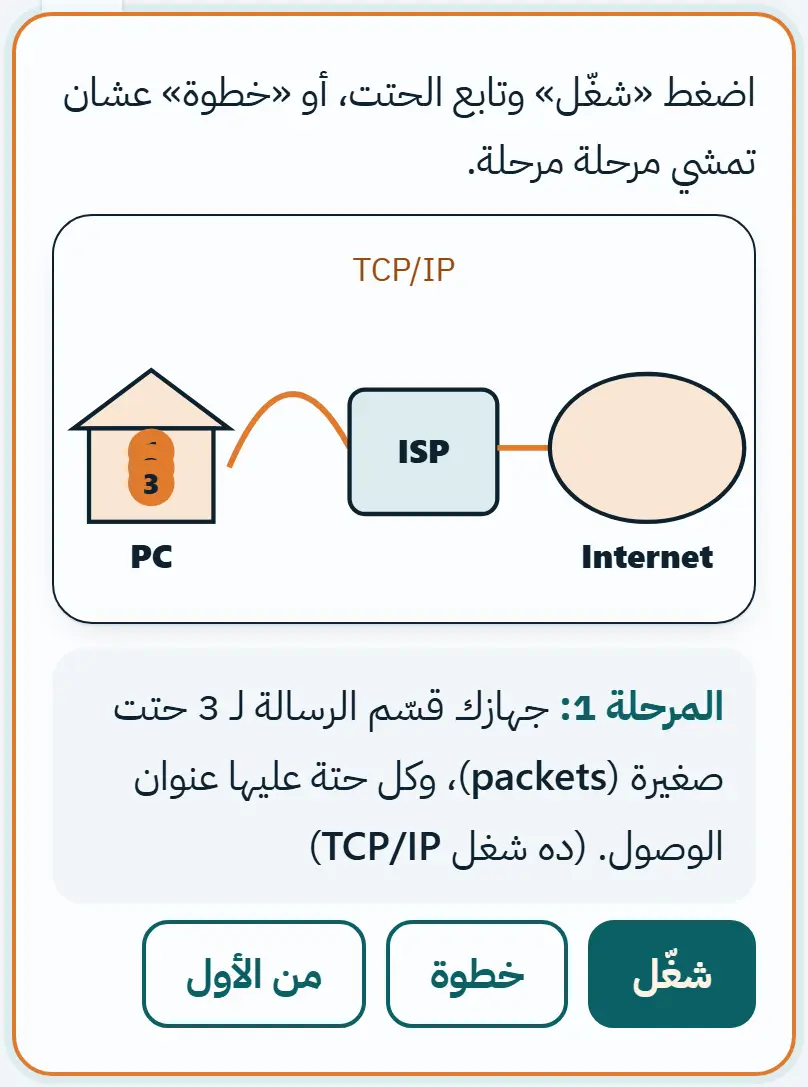 اضغط «شغّل» وتابع الحتت، أو «خطوة» عشان
تمشي مرحلة مرحلة.
TCP/IP
3
ISP
PC
Internet
المرحلة 1: جهازك قسّم الرسالة لـ 3 حتت
صغيرة (packets)، وكل حتة عليها عنوان
الوصول. (ده شغل TCP/IP)
شغّل
خطوة
من الأول